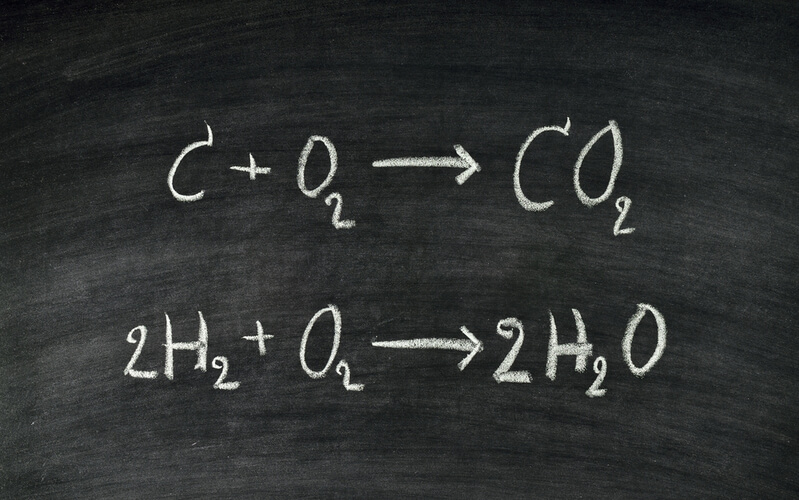 C + O₂ → CO₂
2H₂ + O₂ → 2H₂O